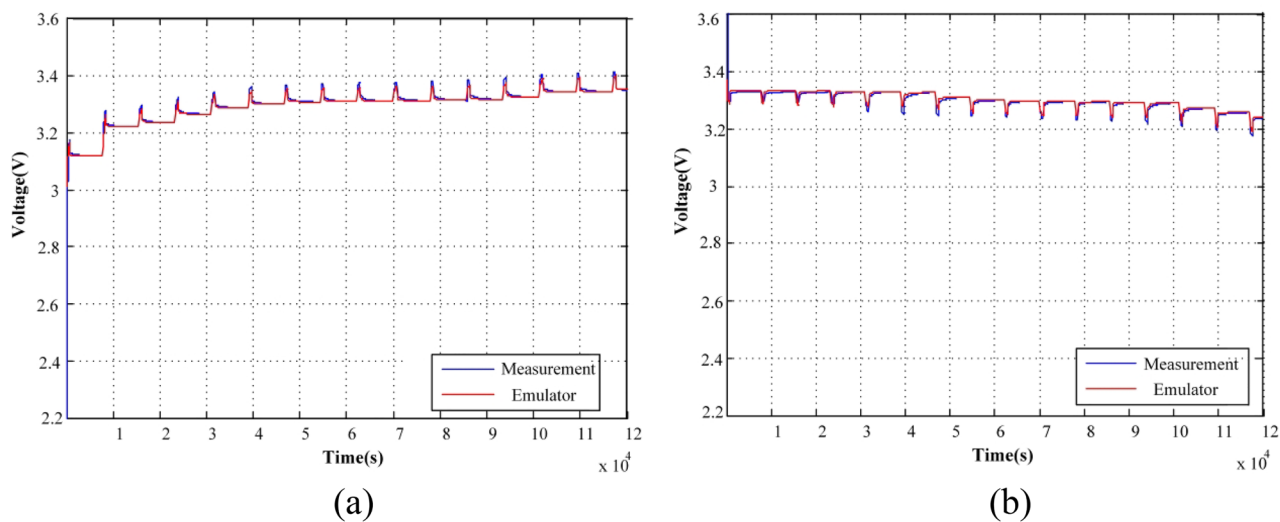 3.6
3.4
3.2
3
2.8
2.6
2.4
2.2
Voltage(V)
Measurement
Emulator
1 2 3 4 5 6 7 8 9 10 11 12
Time(s)
x 10^4
(a)
3.6
3.4
3.2
3
2.8
2.6
2.4
2.2
Voltage(V)
Measurement
Emulator
1 2 3 4 5 6 7 8 9 10 11 12
Time(s)
x 10^4
(b)